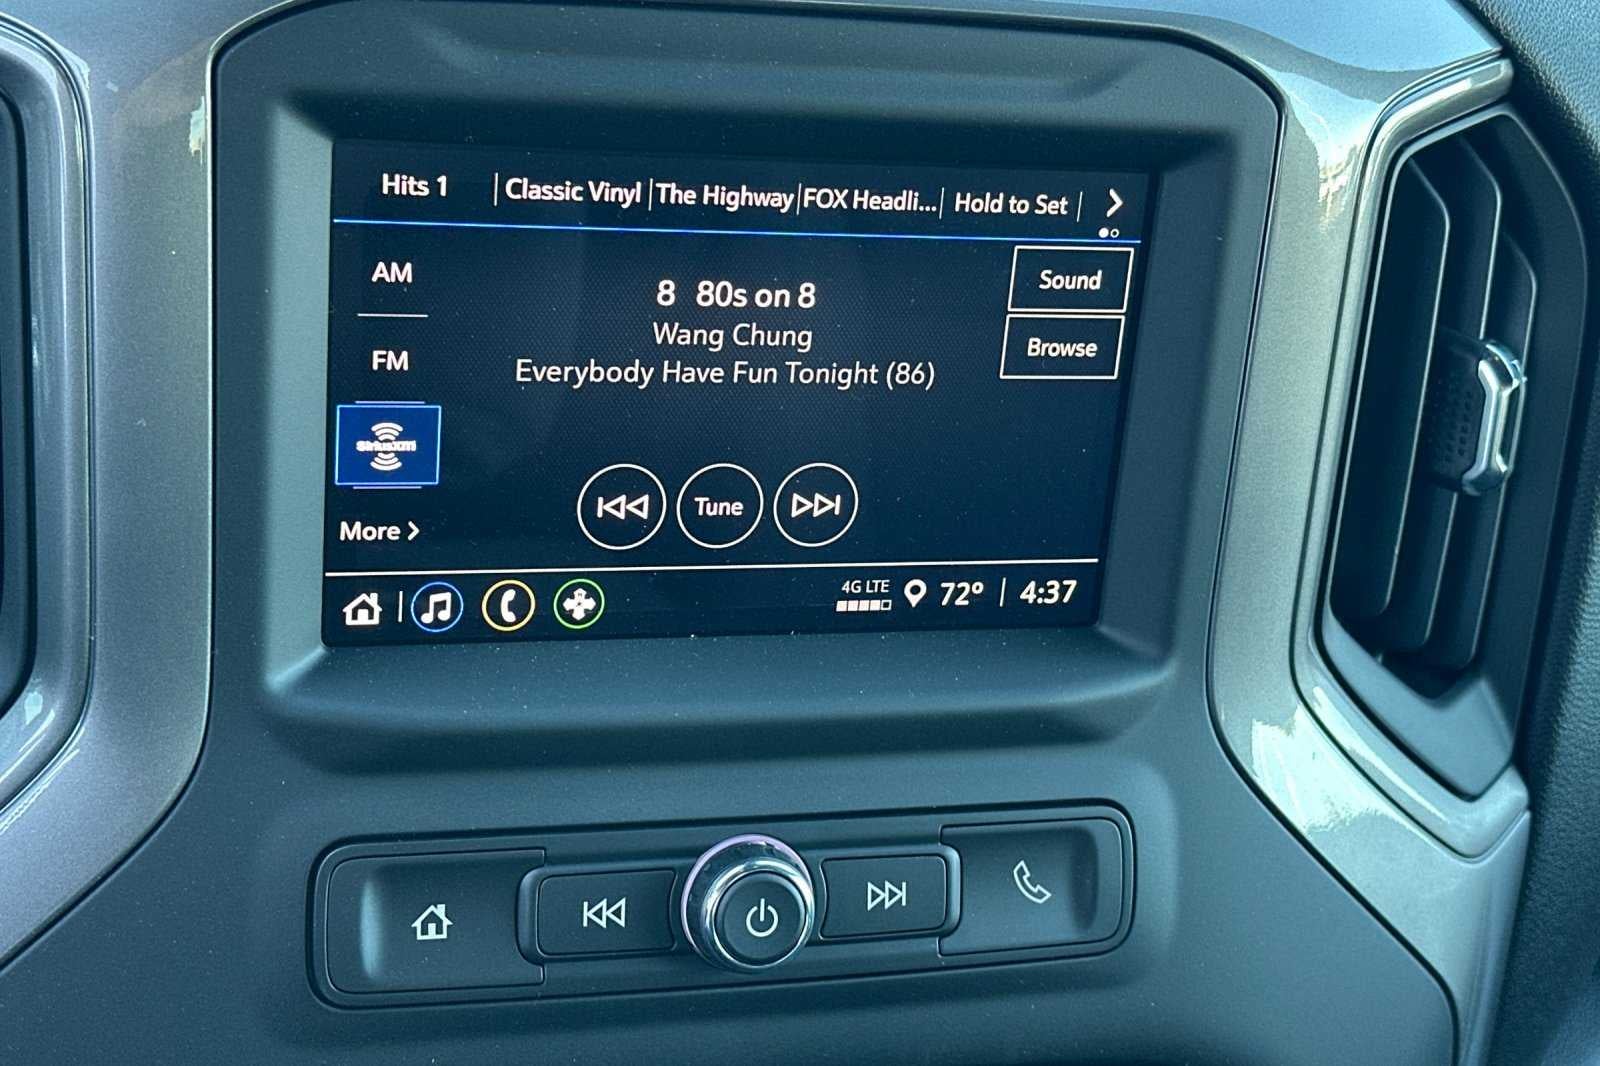 Hits 1 | Classic Vinyl | The Highway | FOX Headli... | Hold to Set |
AM
8 80s on 8
Sound
Wang Chung
Browse
FM
Everybody Have Fun Tonight (86)
SiriusXM
Tune
More >
4G LTE 72° | 4:37